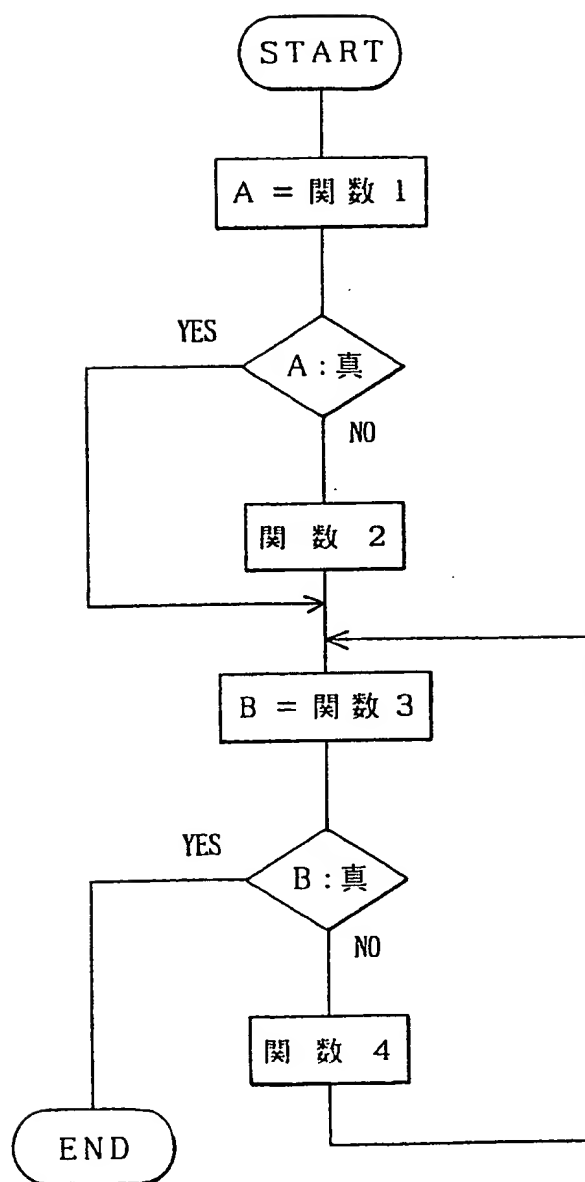 START
A = 関数 1
YES
A : 真
NO
関数 2
B = 関数 3
YES
B : 真
NO
関数 4
END